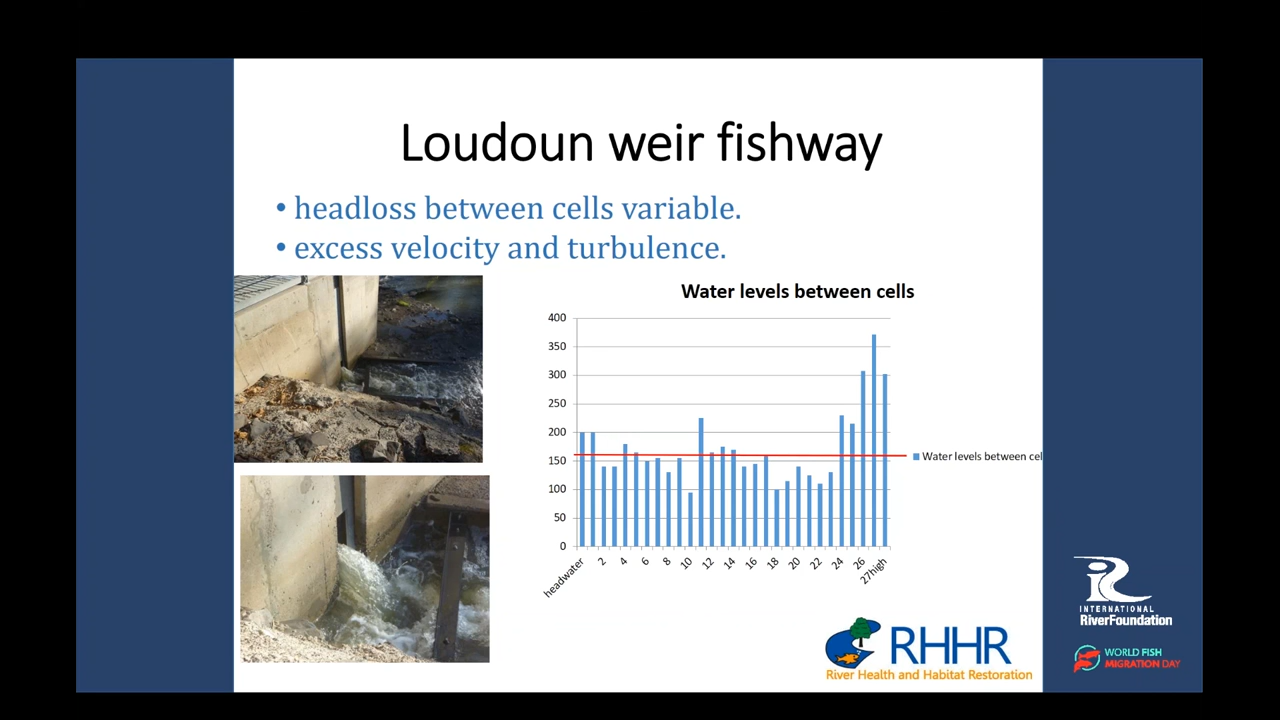 Loudoun weir fishway
• headloss between cells variable.
• excess velocity and turbulence.
Water levels between cells
400
350
300
250
200
150
100
50
0
headwater 2 4 6 8 10 12 14 16 18 20 22 24 26 27high
Water levels between cel
RHHR
River Health and Habitat Restoration
INTERNATIONAL
RiverFoundation
WORLD FISH
MIGRATION DAY